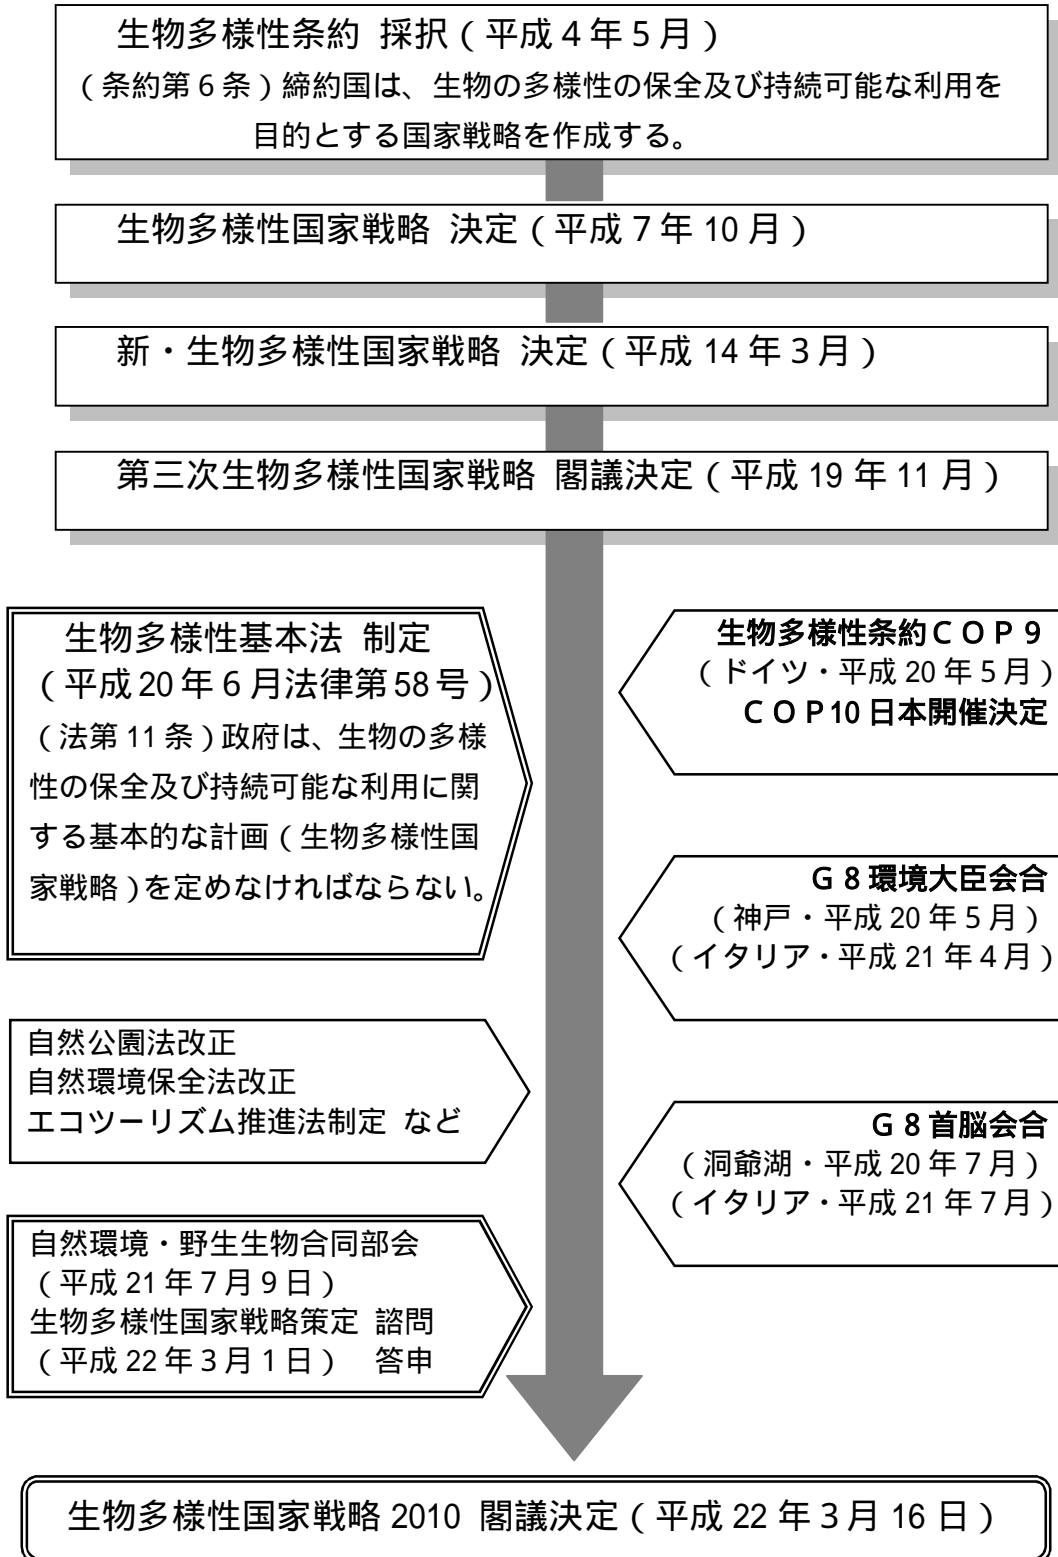 生物多様性条約 採択（平成４年５月）
（条約第６条）締約国は、生物の多様性の保全及び持続可能な利用を
目的とする国家戦略を作成する。
生物多様性国家戦略 決定（平成７年10月）
新・生物多様性国家戦略 決定（平成14年３月）
第三次生物多様性国家戦略 閣議決定（平成19年11月）
生物多様性基本法 制定
（平成20年６月法律第58号）
（法第11条）政府は、生物の多様
性の保全及び持続可能な利用に関
する基本的な計画（生物多様性国
家戦略）を定めなければならない。
生物多様性条約ＣＯＰ９
（ドイツ・平成20年５月）
ＣＯＰ10日本開催決定
Ｇ８環境大臣会合
（神戸・平成20年５月）
（イタリア・平成21年４月）
自然公園法改正
自然環境保全法改正
エコツーリズム推進法制定 など
Ｇ８首脳会合
（洞爺湖・平成20年７月）
（イタリア・平成21年７月）
自然環境・野生生物合同部会
（平成21年７月９日）
生物多様性国家戦略策定 諮問
（平成22年３月１日） 答申
生物多様性国家戦略2010 閣議決定（平成22年３月16日）